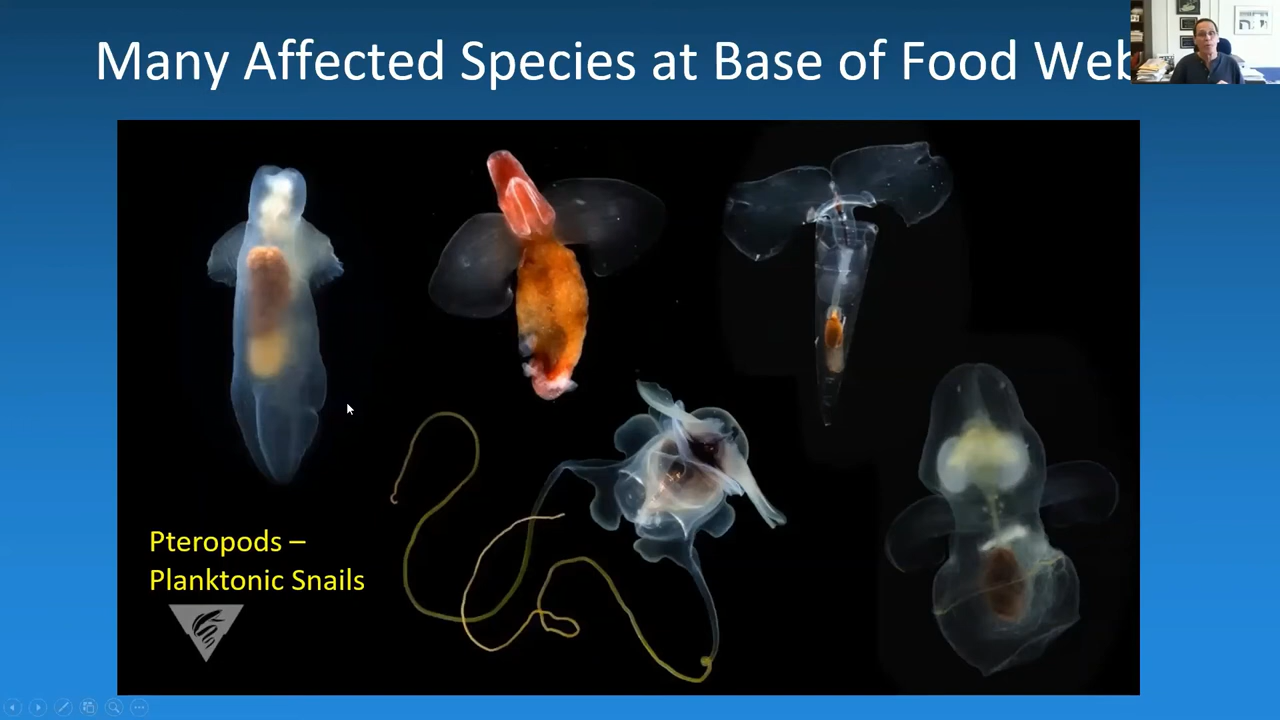 Many Affected Species at Base of Food Web
Pteropods –
Planktonic Snails